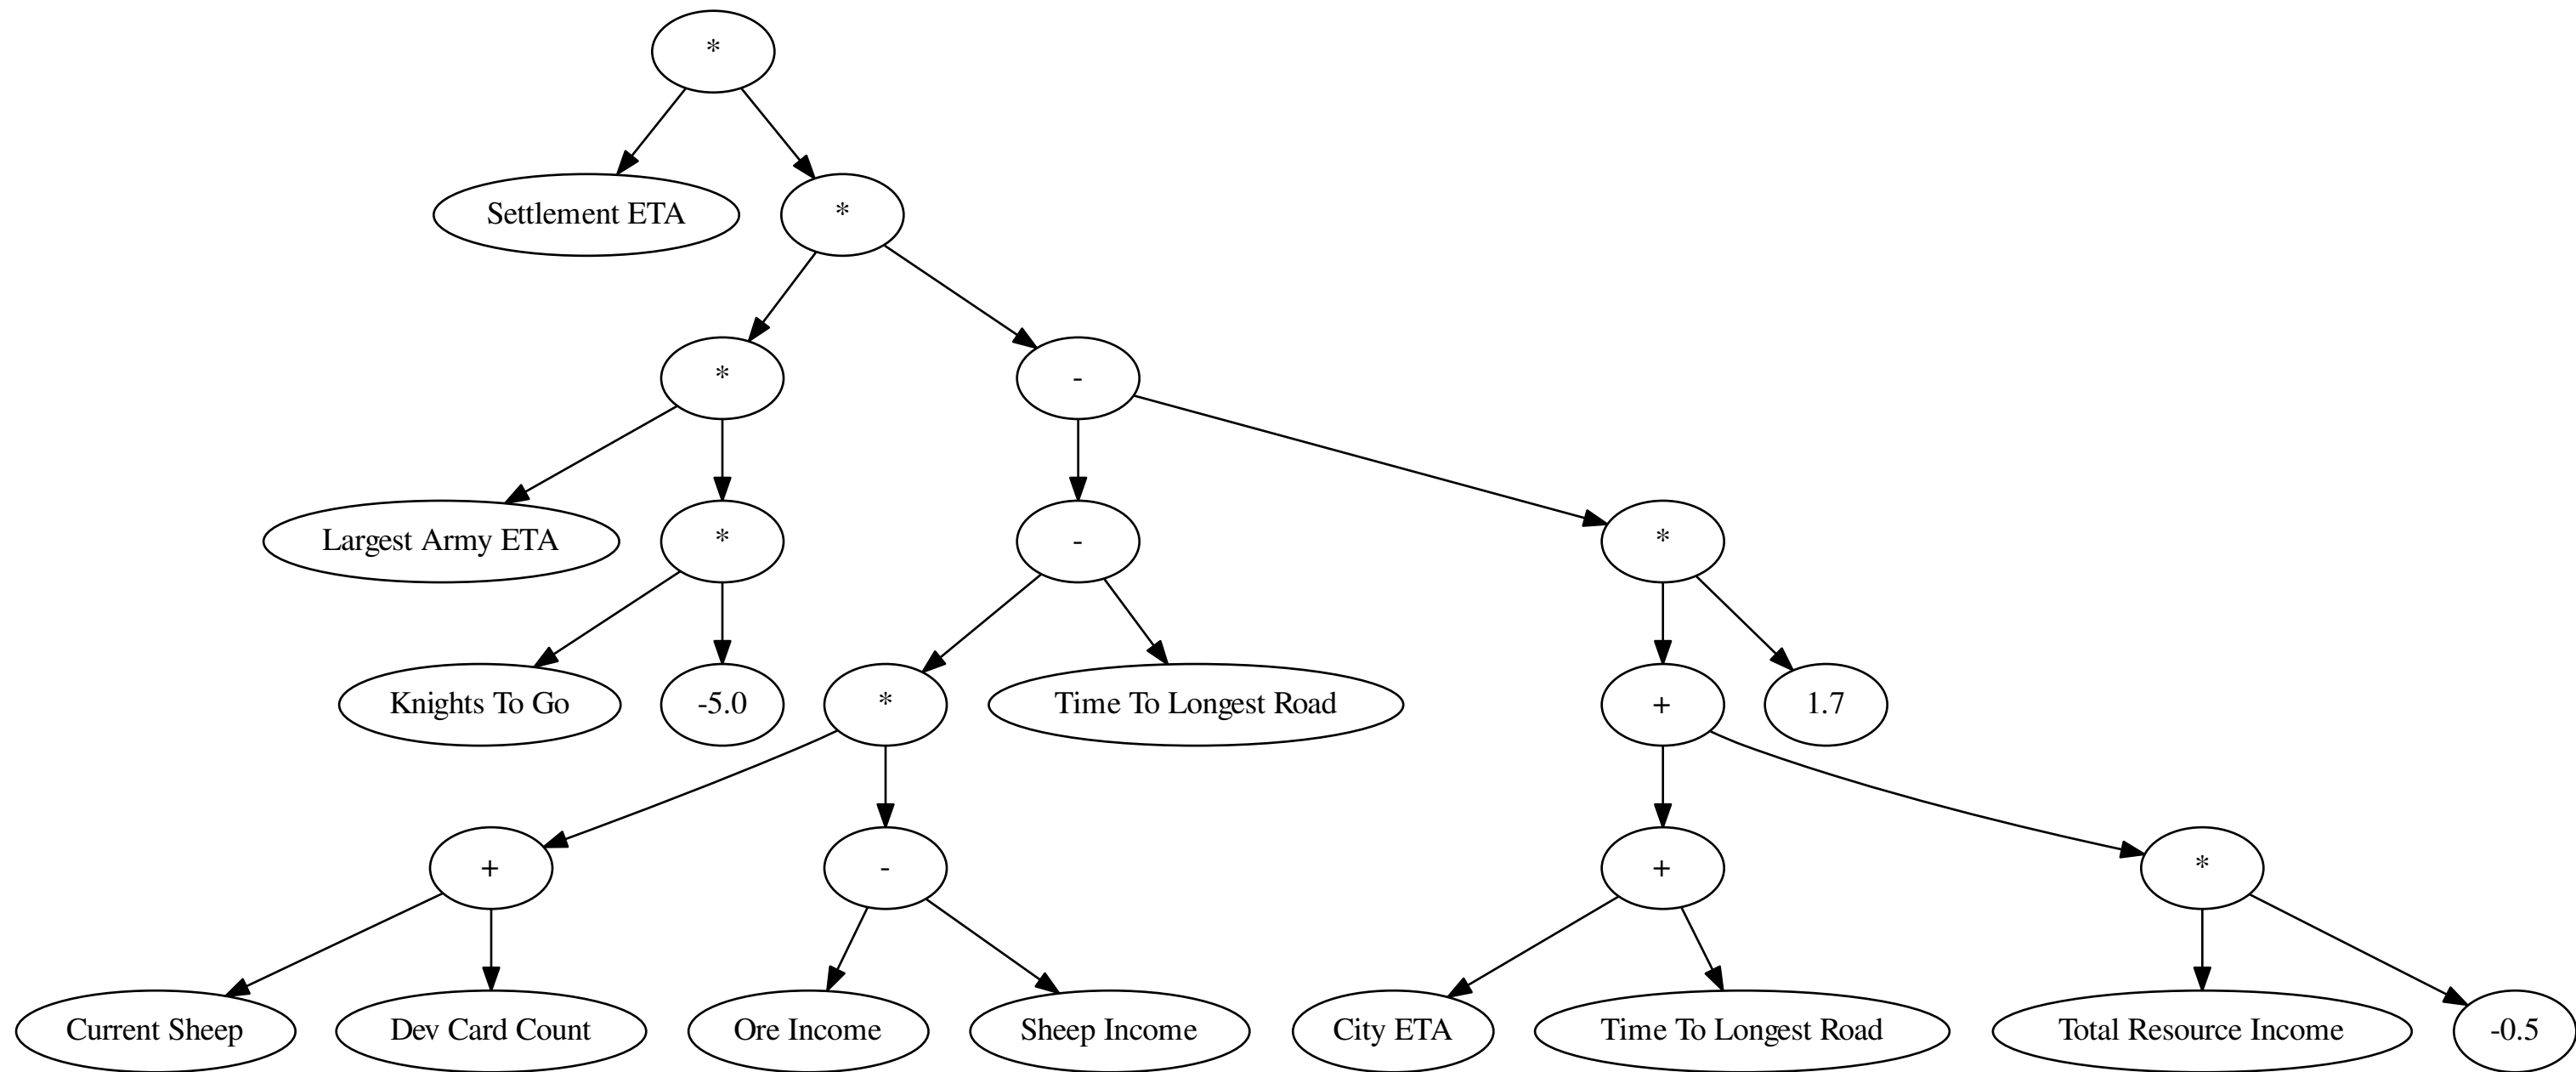 *
Settlement ETA
*
*
-
Largest Army ETA
*
-
*
Knights To Go
-5.0
*
Time To Longest Road
+
1.7
+
-
+
*
Current Sheep
Dev Card Count
Ore Income
Sheep Income
City ETA
Time To Longest Road
Total Resource Income
-0.5